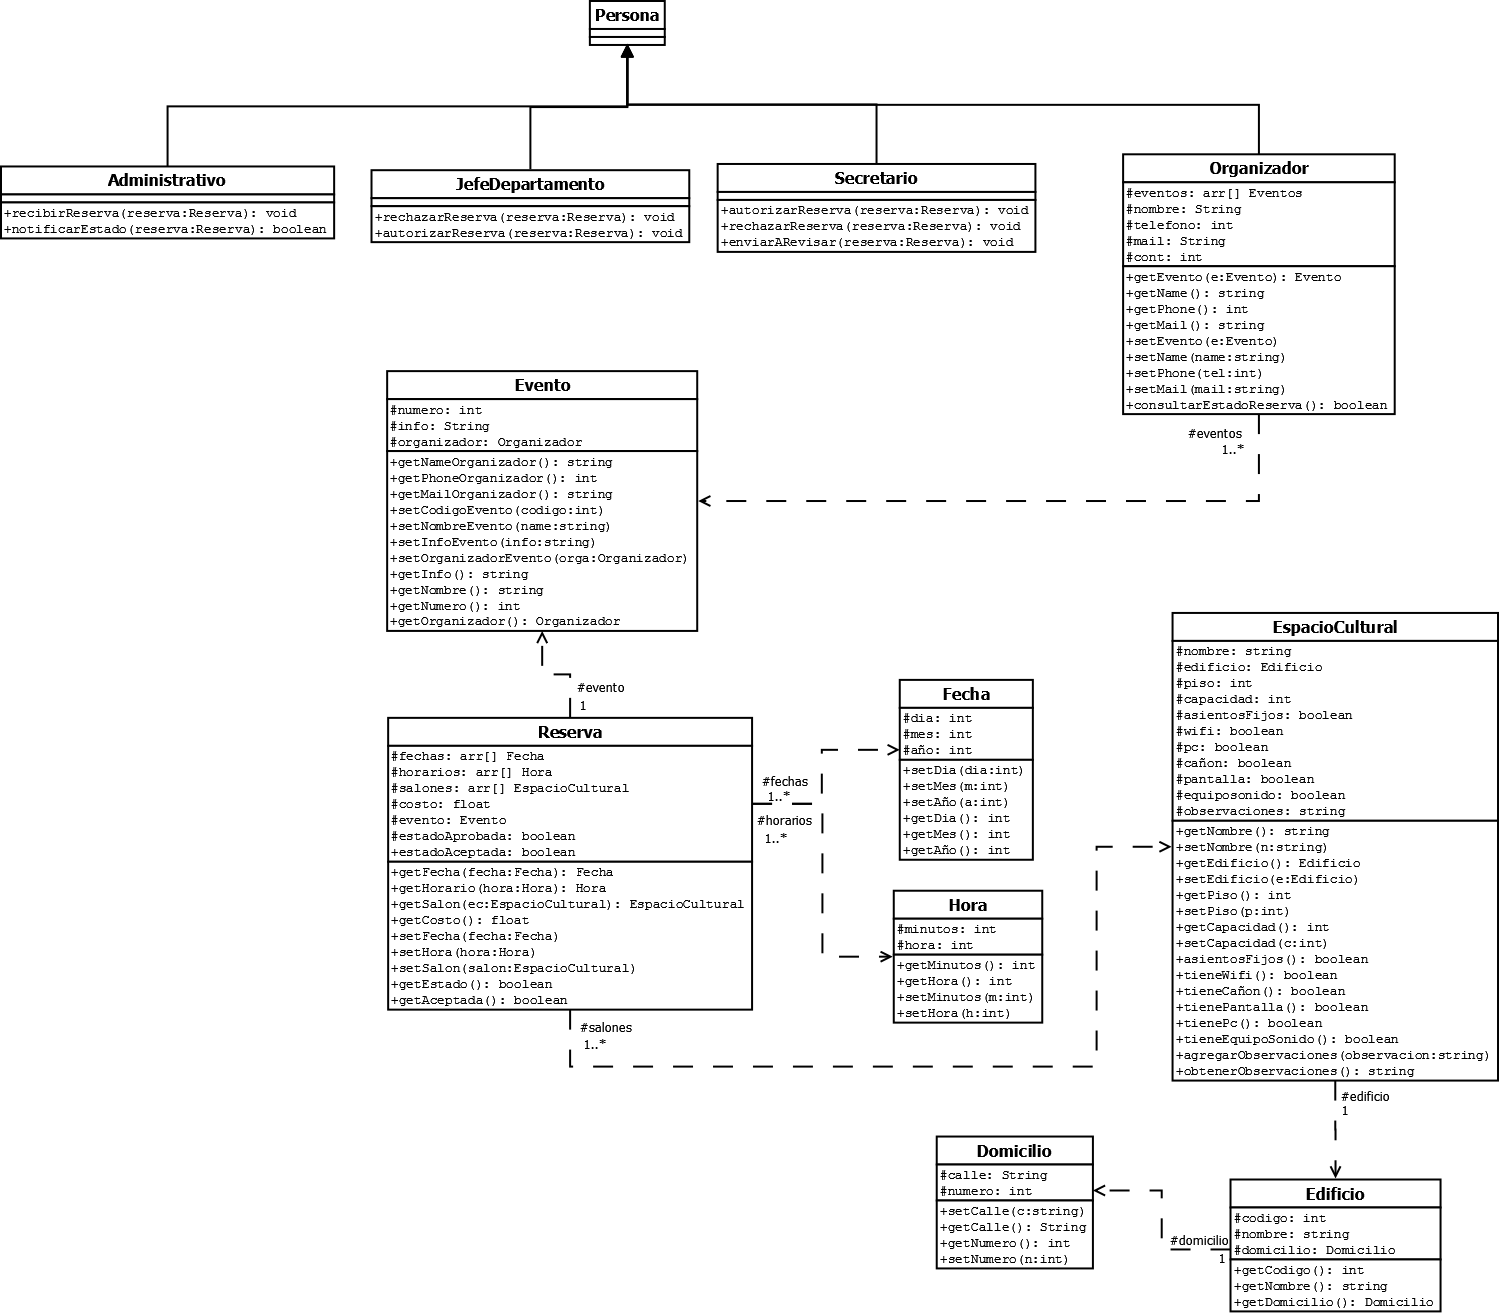 Persona
Administrativo
+recibirReserva(reserva:Reserva): void
+notificarEstado(reserva:Reserva): boolean
JefeDepartamento
+rechazarReserva(reserva:Reserva): void
+autorizarReserva(reserva:Reserva): void
Secretario
+autorizarReserva(reserva:Reserva): void
+rechazarReserva(reserva:Reserva): void
+enviarARevisar(reserva:Reserva): void
Organizador
#eventos: arr[] Eventos
#nombre: String
#telefono: int
#mail: String
#cont: int
+getEvento(e:Evento): Evento
+getName(): string
+getPhone(): int
+getMail(): string
+setEvento(e:Evento)
+setName(name:string)
+setPhone(tel:int)
+setMail(mail:string)
+consultarEstadoReserva(): boolean
#eventos
1..*
Evento
#numero: int
#info: String
#organizador: Organizador
+getNameOrganizador(): string
+getPhoneOrganizador(): int
+getMailOrganizador(): string
+setCodigoEvento(codigo:int)
+setNombreEvento(name:string)
+setInfoEvento(info:string)
+setOrganizadorEvento(orga:Organizador)
+getInfo(): string
+getNombre(): string
+getNumero(): int
+getOrganizador(): Organizador
#evento
1
Reserva
#fechas: arr[] Fecha
#horarios: arr[] Hora
#salones: arr[] EspacioCultural
#costo: float
#evento: Evento
#estadoAprobada: boolean
#estadoAceptada: boolean
+getFecha(fecha:Fecha): Fecha
+getHorario(hora:Hora): Hora
+getSalon(ec:EspacioCultural): EspacioCultural
+getCosto(): float
+setFecha(fecha:Fecha)
+setHora(hora:Hora)
+setSalon(salon:EspacioCultural)
+getEstado(): boolean
+getAceptada(): boolean
#fechas
1..*
#horarios
1..*
#salones
1..*
Fecha
#dia: int
#mes: int
#año: int
+setDia(dia:int)
+setMes(m:int)
+setAño(a:int)
+getDia(): int
+getMes(): int
+getAño(): int
Hora
#minutos: int
#hora: int
+getMinutos(): int
+getHora(): int
+setMinutos(m:int)
+setHora(h:int)
EspacioCultural
#nombre: string
#edificio: Edificio
#piso: int
#capacidad: int
#asientosFijos: boolean
#wifi: boolean
#pc: boolean
#cañon: boolean
#pantalla: boolean
#equiposonido: boolean
#observaciones: string
+getNombre(): string
+setNombre(n:string)
+getEdificio(): Edificio
+setEdificio(e:Edificio)
+getPiso(): int
+setPiso(p:int)
+getCapacidad(): int
+setCapacidad(c:int)
+asientosFijos(): boolean
+tieneWifi(): boolean
+tieneCañon(): boolean
+tienePantalla(): boolean
+tienePc(): boolean
+tieneEquipoSonido(): boolean
+agregarObservaciones(observacion:string)
+obtenerObservaciones(): string
#edificio
1
Domicilio
#calle: String
#numero: int
+setCalle(c:string)
+getCalle(): String
+getNumero(): int
+setNumero(n:int)
#domicilio
1
Edificio
#codigo: int
#nombre: string
#domicilio: Domicilio
+getCodigo(): int
+getNombre(): string
+getDomicilio(): Domicilio